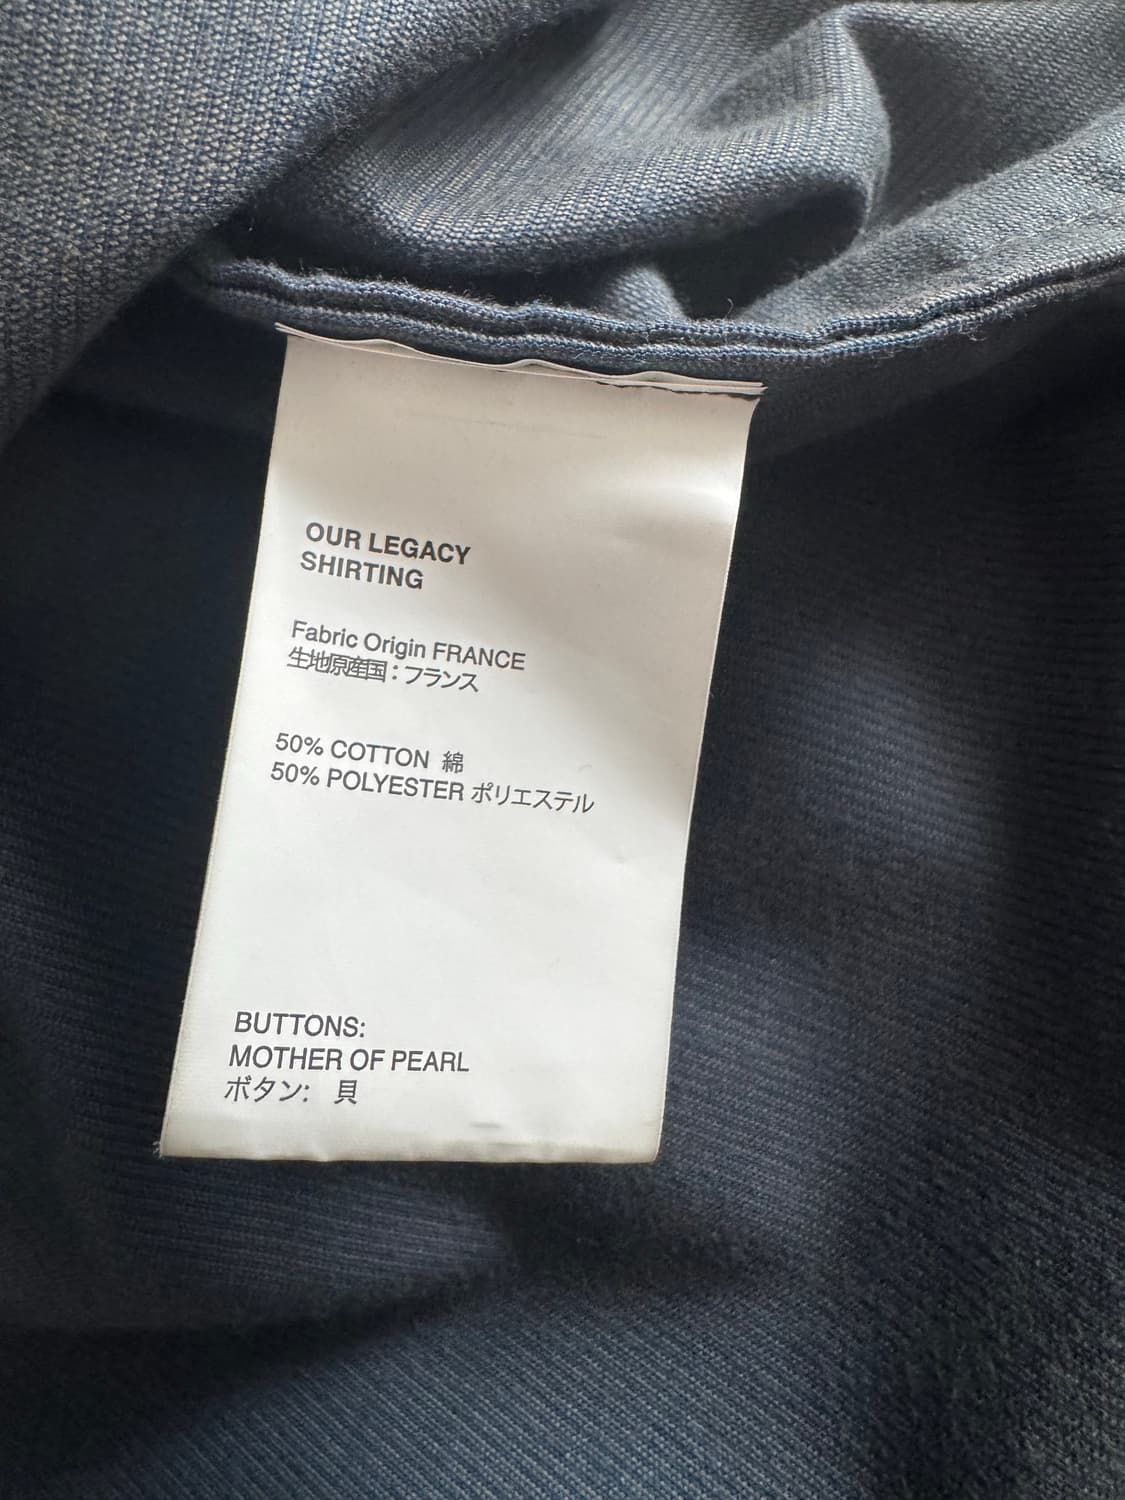 OUR LEGACY
SHIRTING
Fabric Origin FRANCE
生地原産国：フランス
50% COTTON 綿
50% POLYESTER ポリエステル
BUTTONS:
MOTHER OF PEARL
ボタン: 貝